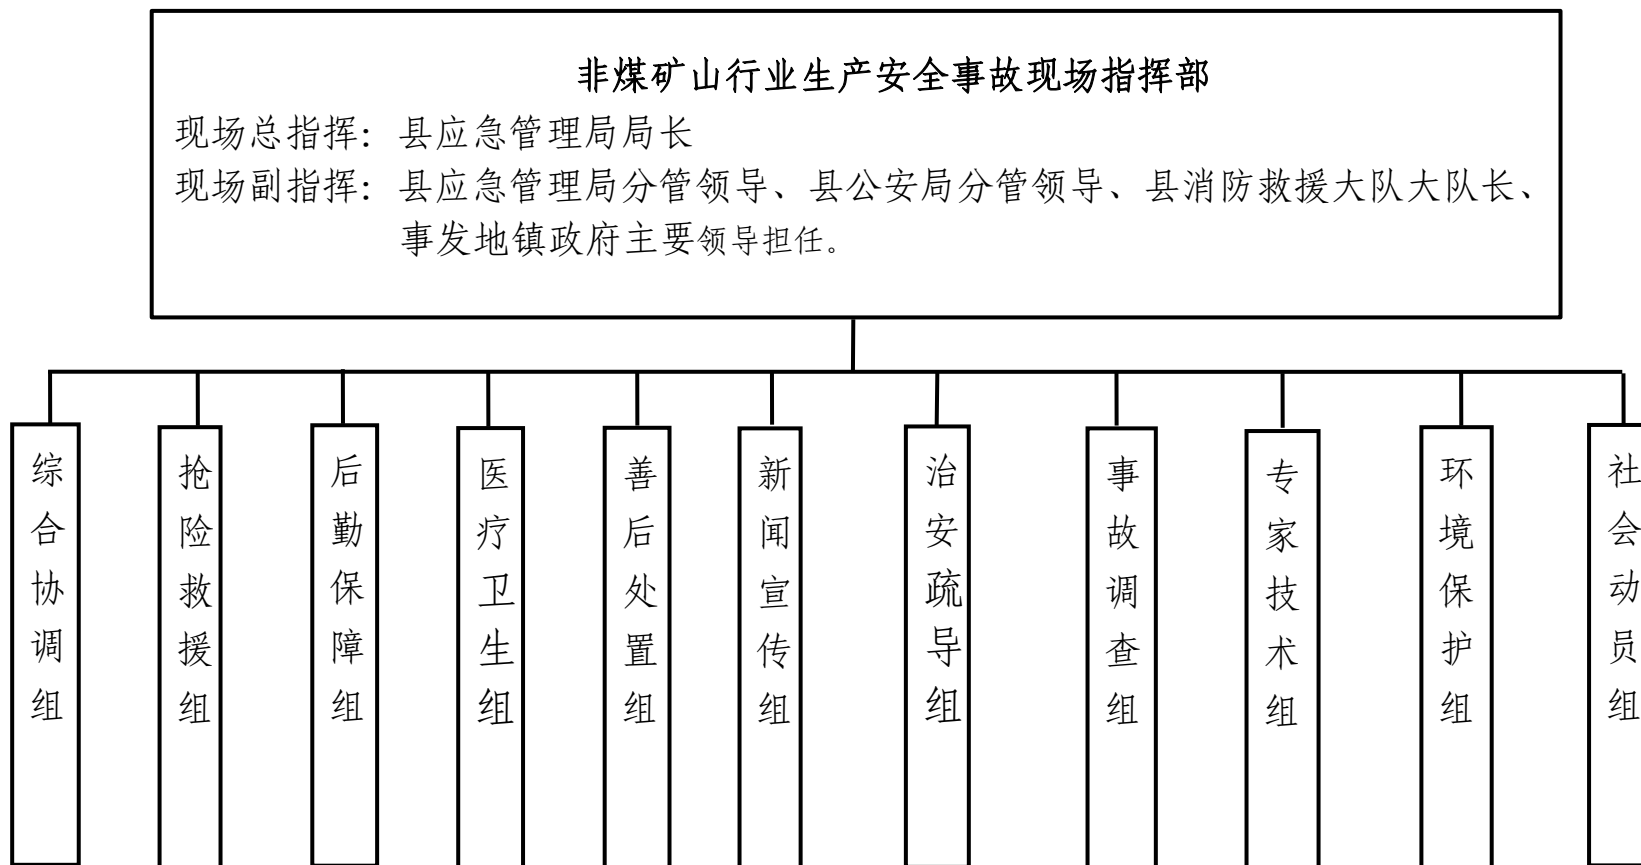 非煤矿山行业生产安全事故现场指挥部
现场总指挥：县应急管理局局长
现场副指挥：县应急管理局分管领导、县公安局分管领导、县消防救援大队大队长、
事发地镇政府主要领导担任。
综合协调组
抢险救援组
后勤保障组
医疗卫生组
善后处置组
新闻宣传组
治安疏导组
事故调查组
专家技术组
环境保护组
社会动员组